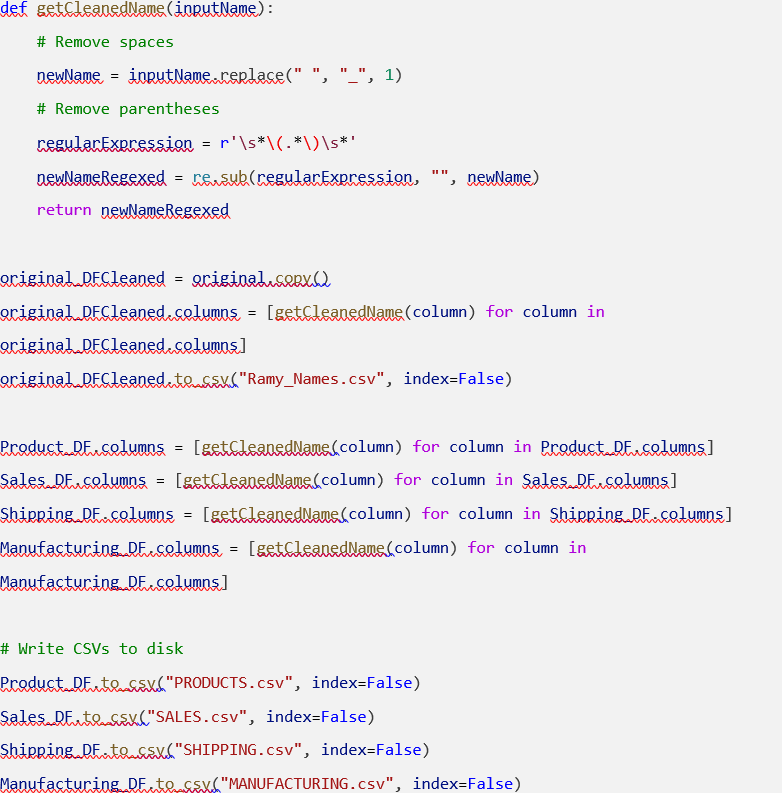 def getCleanedName(inputName):
# Remove spaces
newName = inputName.replace(" ", "_", 1)
# Remove parentheses
regularExpression = r'\s*\(.*\)\s*'
newNameRegexed = re.sub(regularExpression, "", newName)
return newNameRegexed
original_DFCleaned = original.copy()
original_DFCleaned.columns = [getCleanedName(column) for column in
original_DFCleaned.columns]
original_DFCleaned.to_csv("Ramy_Names.csv", index=False)
Product_DF.columns = [getCleanedName(column) for column in Product_DF.columns]
Sales_DF.columns = [getCleanedName(column) for column in Sales_DF.columns]
Shipping_DF.columns = [getCleanedName(column) for column in Shipping_DF.columns]
Manufacturing_DF.columns = [getCleanedName(column) for column in
Manufacturing_DF.columns]
# Write CSVs to disk
Product_DF.to_csv("PRODUCTS.csv", index=False)
Sales_DF.to_csv("SALES.csv", index=False)
Shipping_DF.to_csv("SHIPPING.csv", index=False)
Manufacturing_DF.to_csv("MANUFACTURING.csv", index=False)